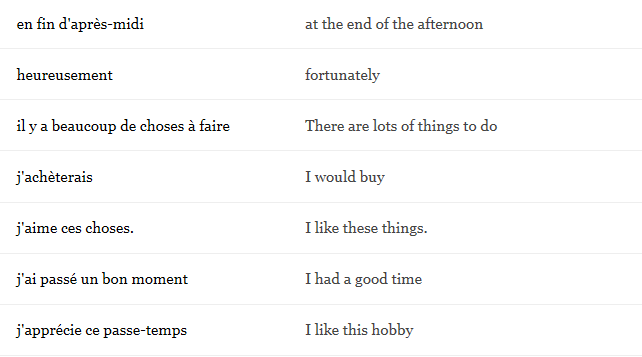 en fin d'après-midi at the end of the afternoon
heureusement fortunately
il y a beaucoup de choses à faire There are lots of things to do
j'achèterais I would buy
j'aime ces choses. I like these things.
j'ai passé un bon moment I had a good time
j'apprécie ce passe-temps I like this hobby